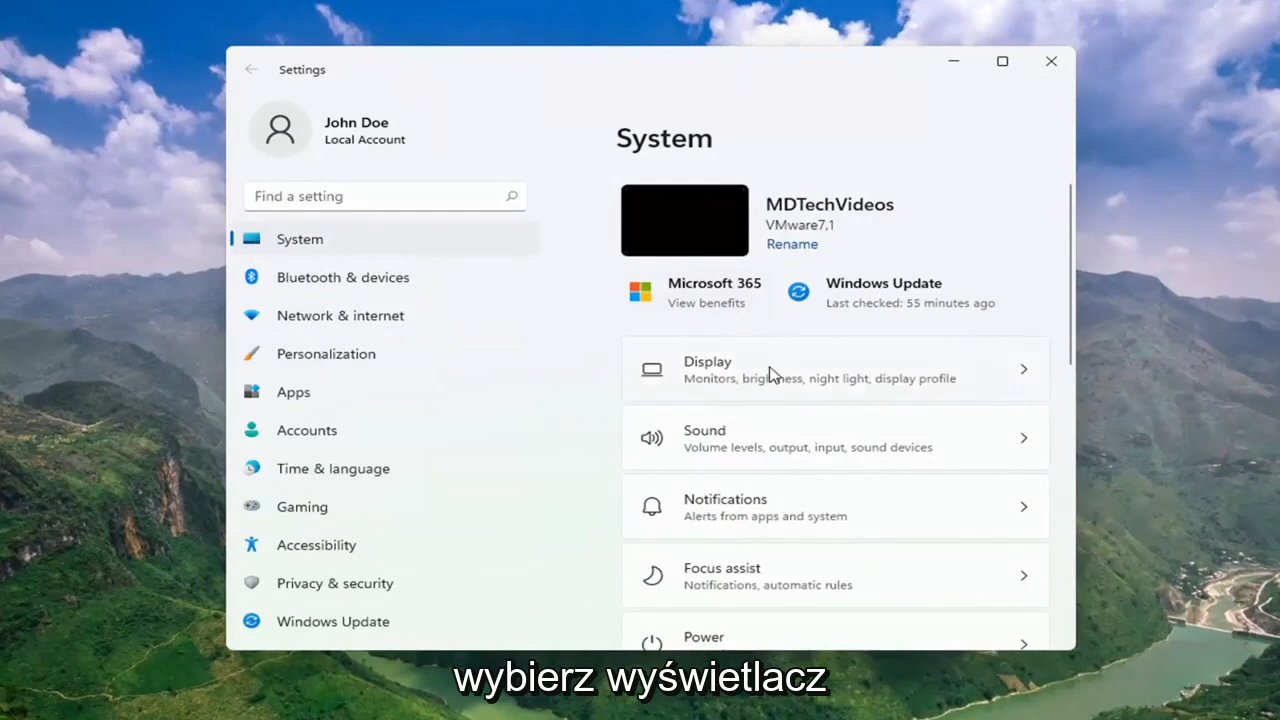 Settings
John Doe
Local Account
Find a setting
System
Bluetooth & devices
Network & internet
Personalization
Apps
Accounts
Time & language
Gaming
Accessibility
Privacy & security
Windows Update
System
MDTechVideos
VMware7,1
Rename
Microsoft 365
View benefits
Windows Update
Last checked: 55 minutes ago
Display
Monitors, brightness, night light, display profile
Sound
Volume levels, output, input, sound devices
Notifications
Alerts from apps and system
Focus assist
Notifications, automatic rules
Power
wybierz wyświetlacz